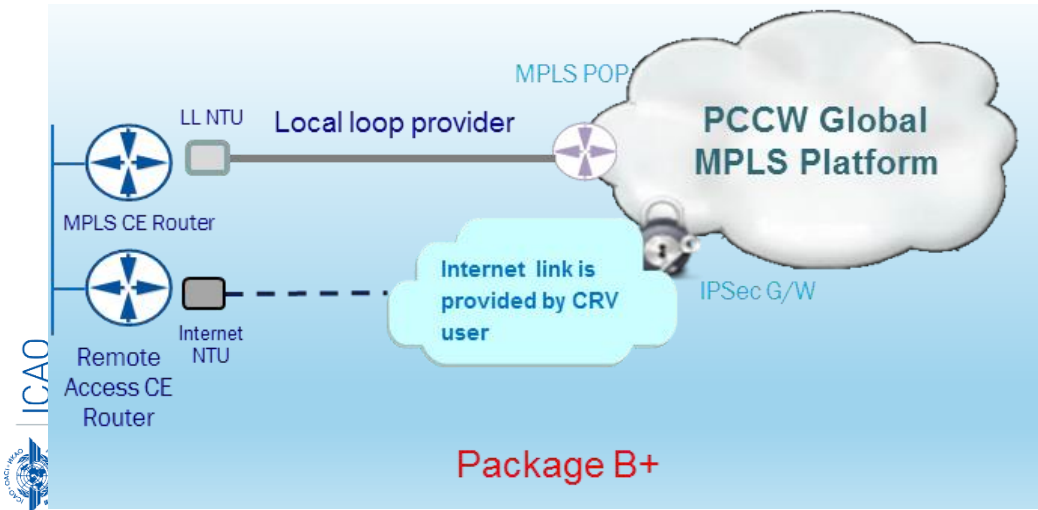 MPLS POP
LL NTU
Local loop provider
PCCW Global
MPLS Platform
MPLS CE Router
Internet link is
provided by CRV
user
IPSec G/W
Internet
NTU
Remote
Access CE
Router
ICAO
Package B+